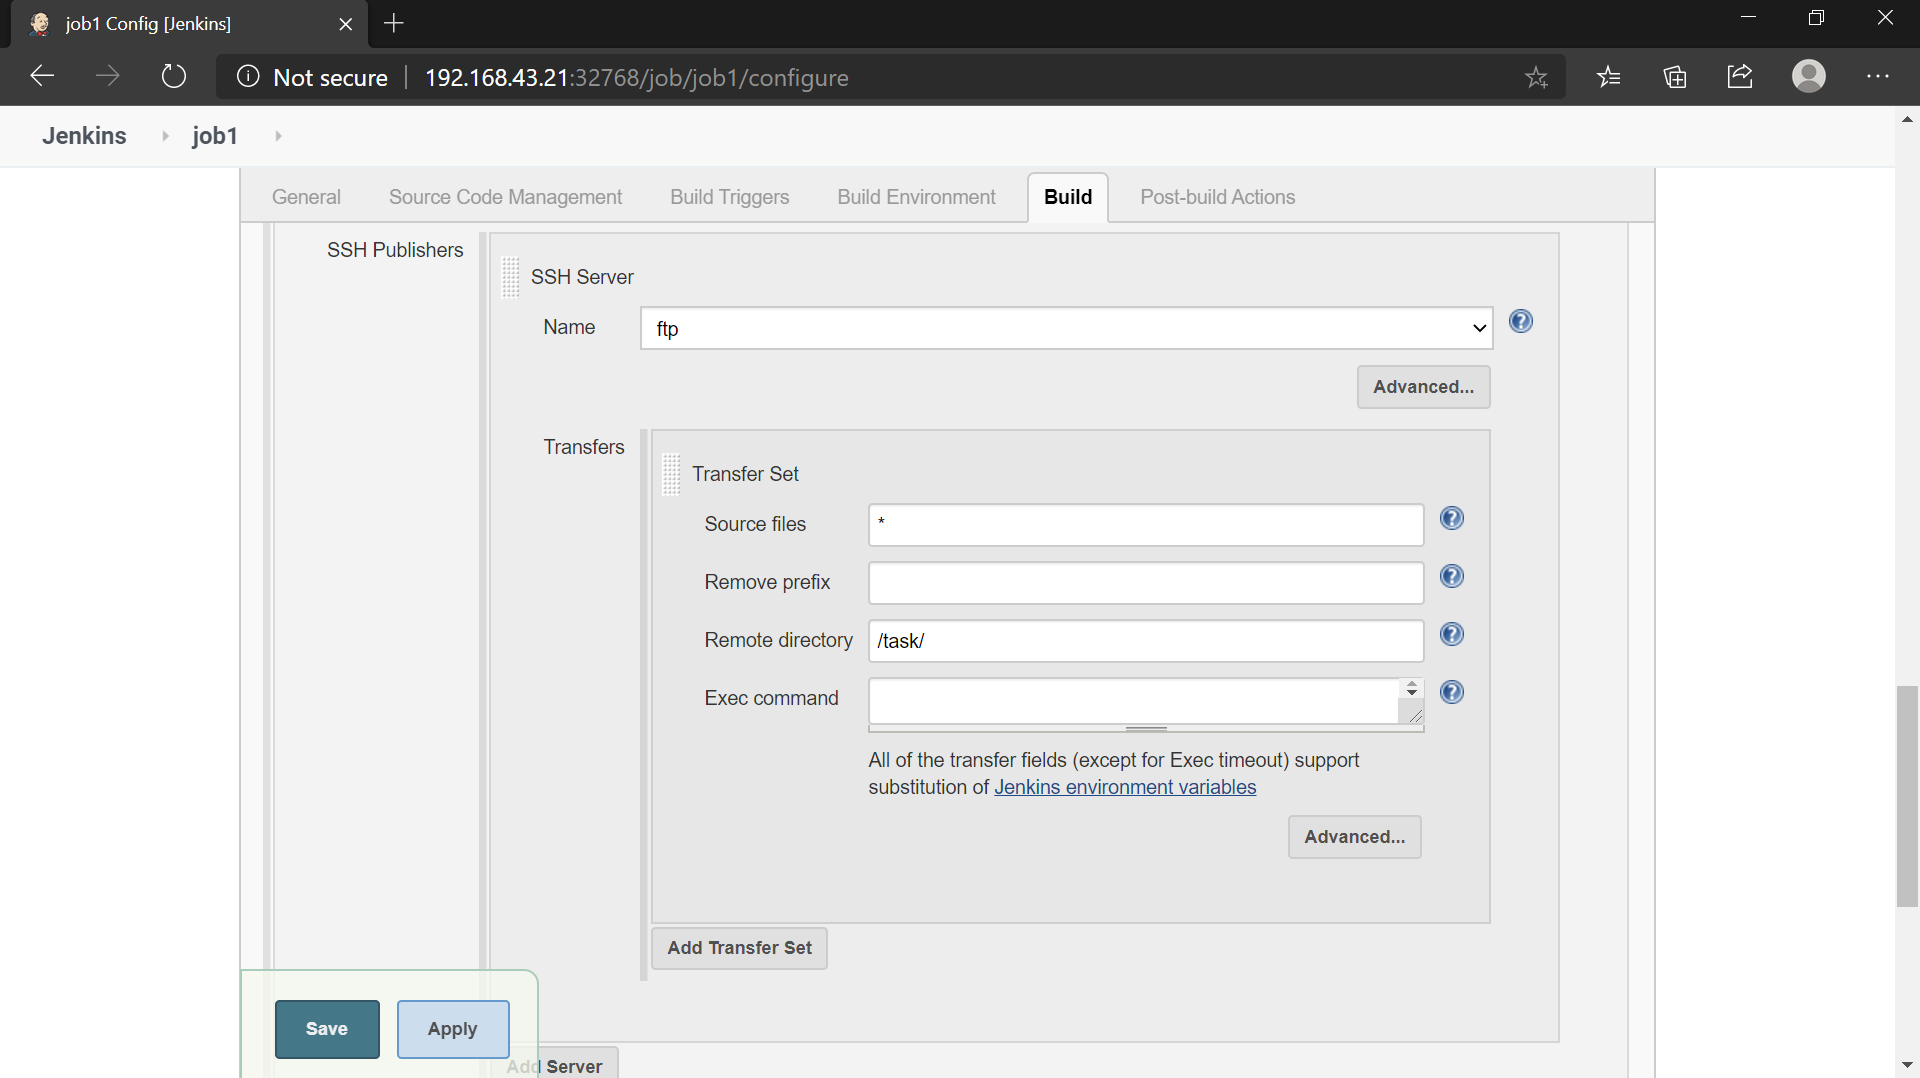 job1 Config [Jenkins]
Not secure 192.168.43.21:32768/job/job1/configure
Jenkins job1
General Source Code Management Build Triggers Build Environment Build Post-build Actions
SSH Publishers
SSH Server
Name ftp
Advanced...
Transfers
Transfer Set
Source files *
Remove prefix
Remote directory /task/
Exec command
All of the transfer fields (except for Exec timeout) support
substitution of Jenkins environment variables
Advanced...
Add Transfer Set
Save Apply
Add Server